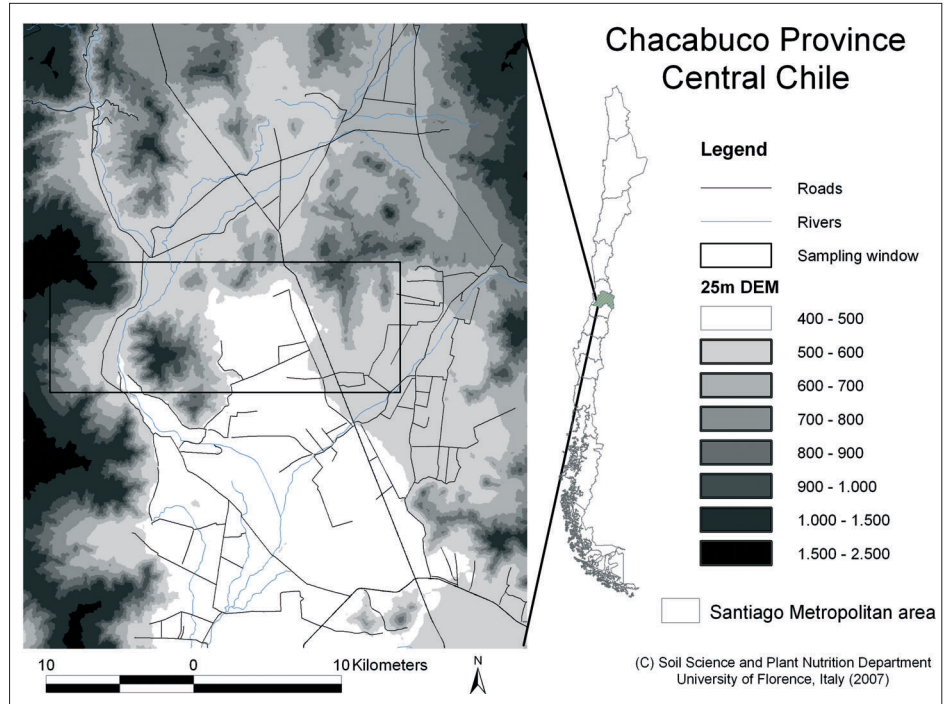 Chacabuco Province
Central Chile
Legend
Roads
Rivers
Sampling window
25m DEM
400 - 500
500 - 600
600 - 700
700 - 800
800 - 900
900 - 1.000
1.000 - 1.500
1.500 - 2.500
Santiago Metropolitan area
10 0 10 Kilometers
N
(C) Soil Science and Plant Nutrition Department
University of Florence, Italy (2007)